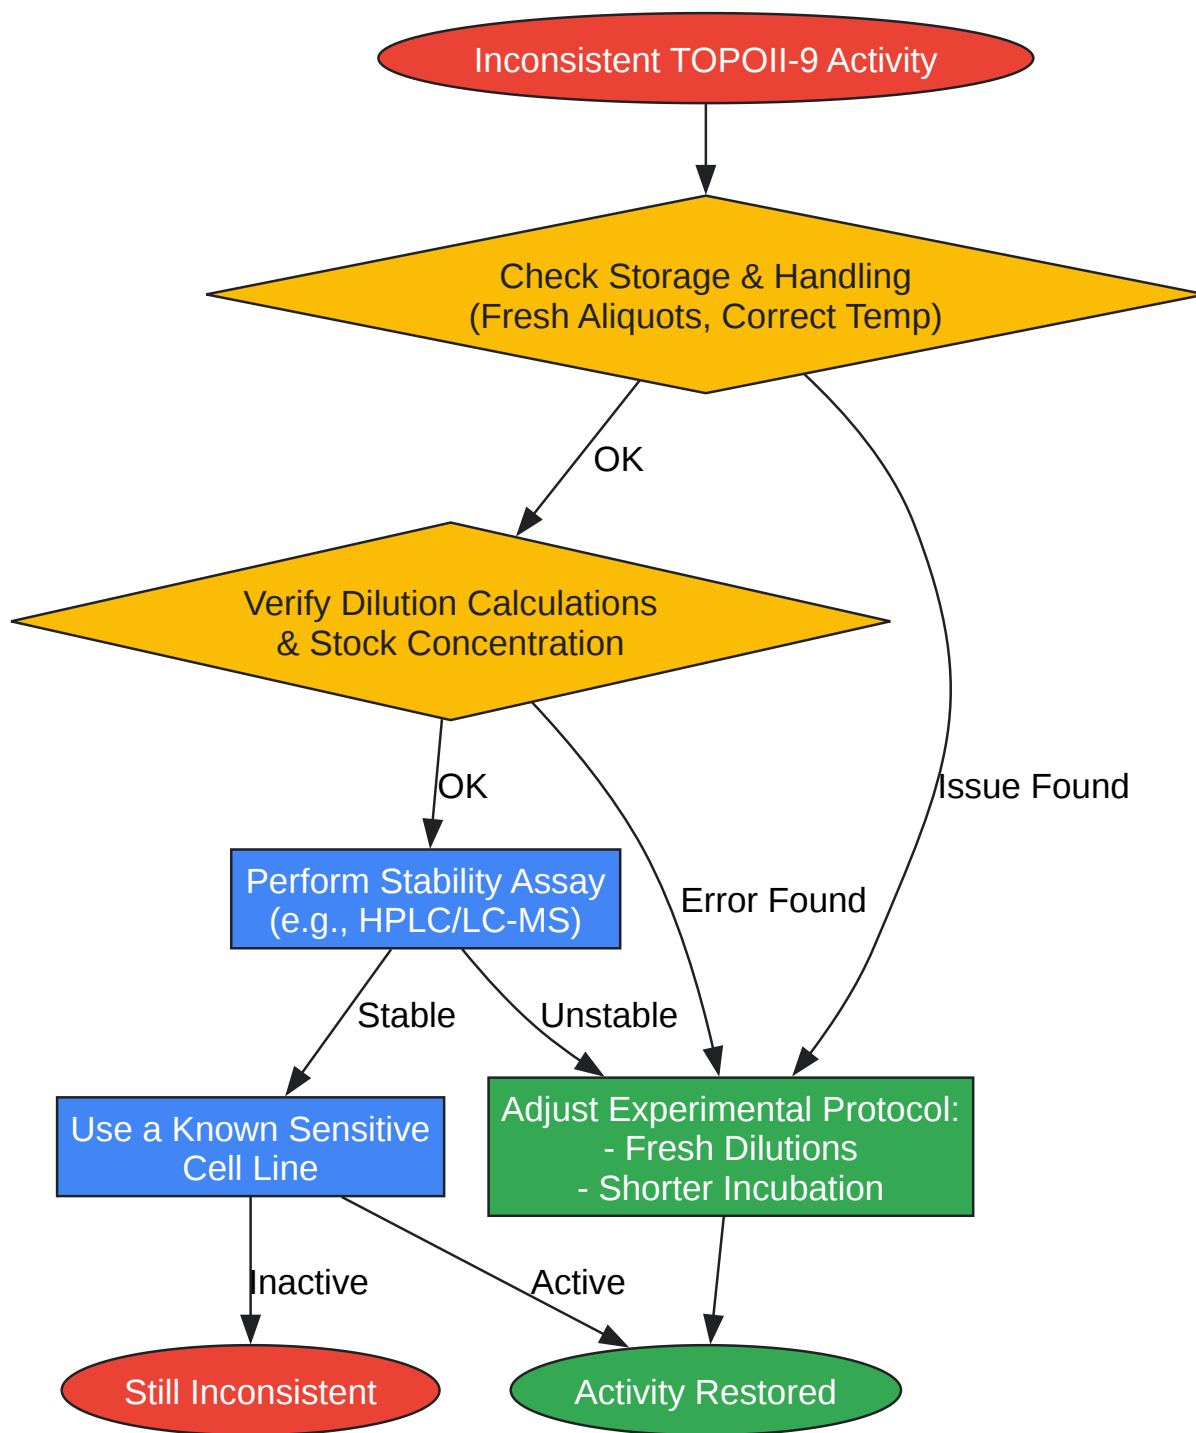 Inconsistent TOPOII-9 Activity
Check Storage & Handling
(Fresh Aliquots, Correct Temp)
OK
Verify Dilution Calculations
& Stock Concentration
OK
Issue Found
Perform Stability Assay
(e.g., HPLC/LC-MS)
Error Found
Stable
Unstable
Use a Known Sensitive
Cell Line
Adjust Experimental Protocol:
- Fresh Dilutions
- Shorter Incubation
Inactive
Active
Still Inconsistent
Activity Restored